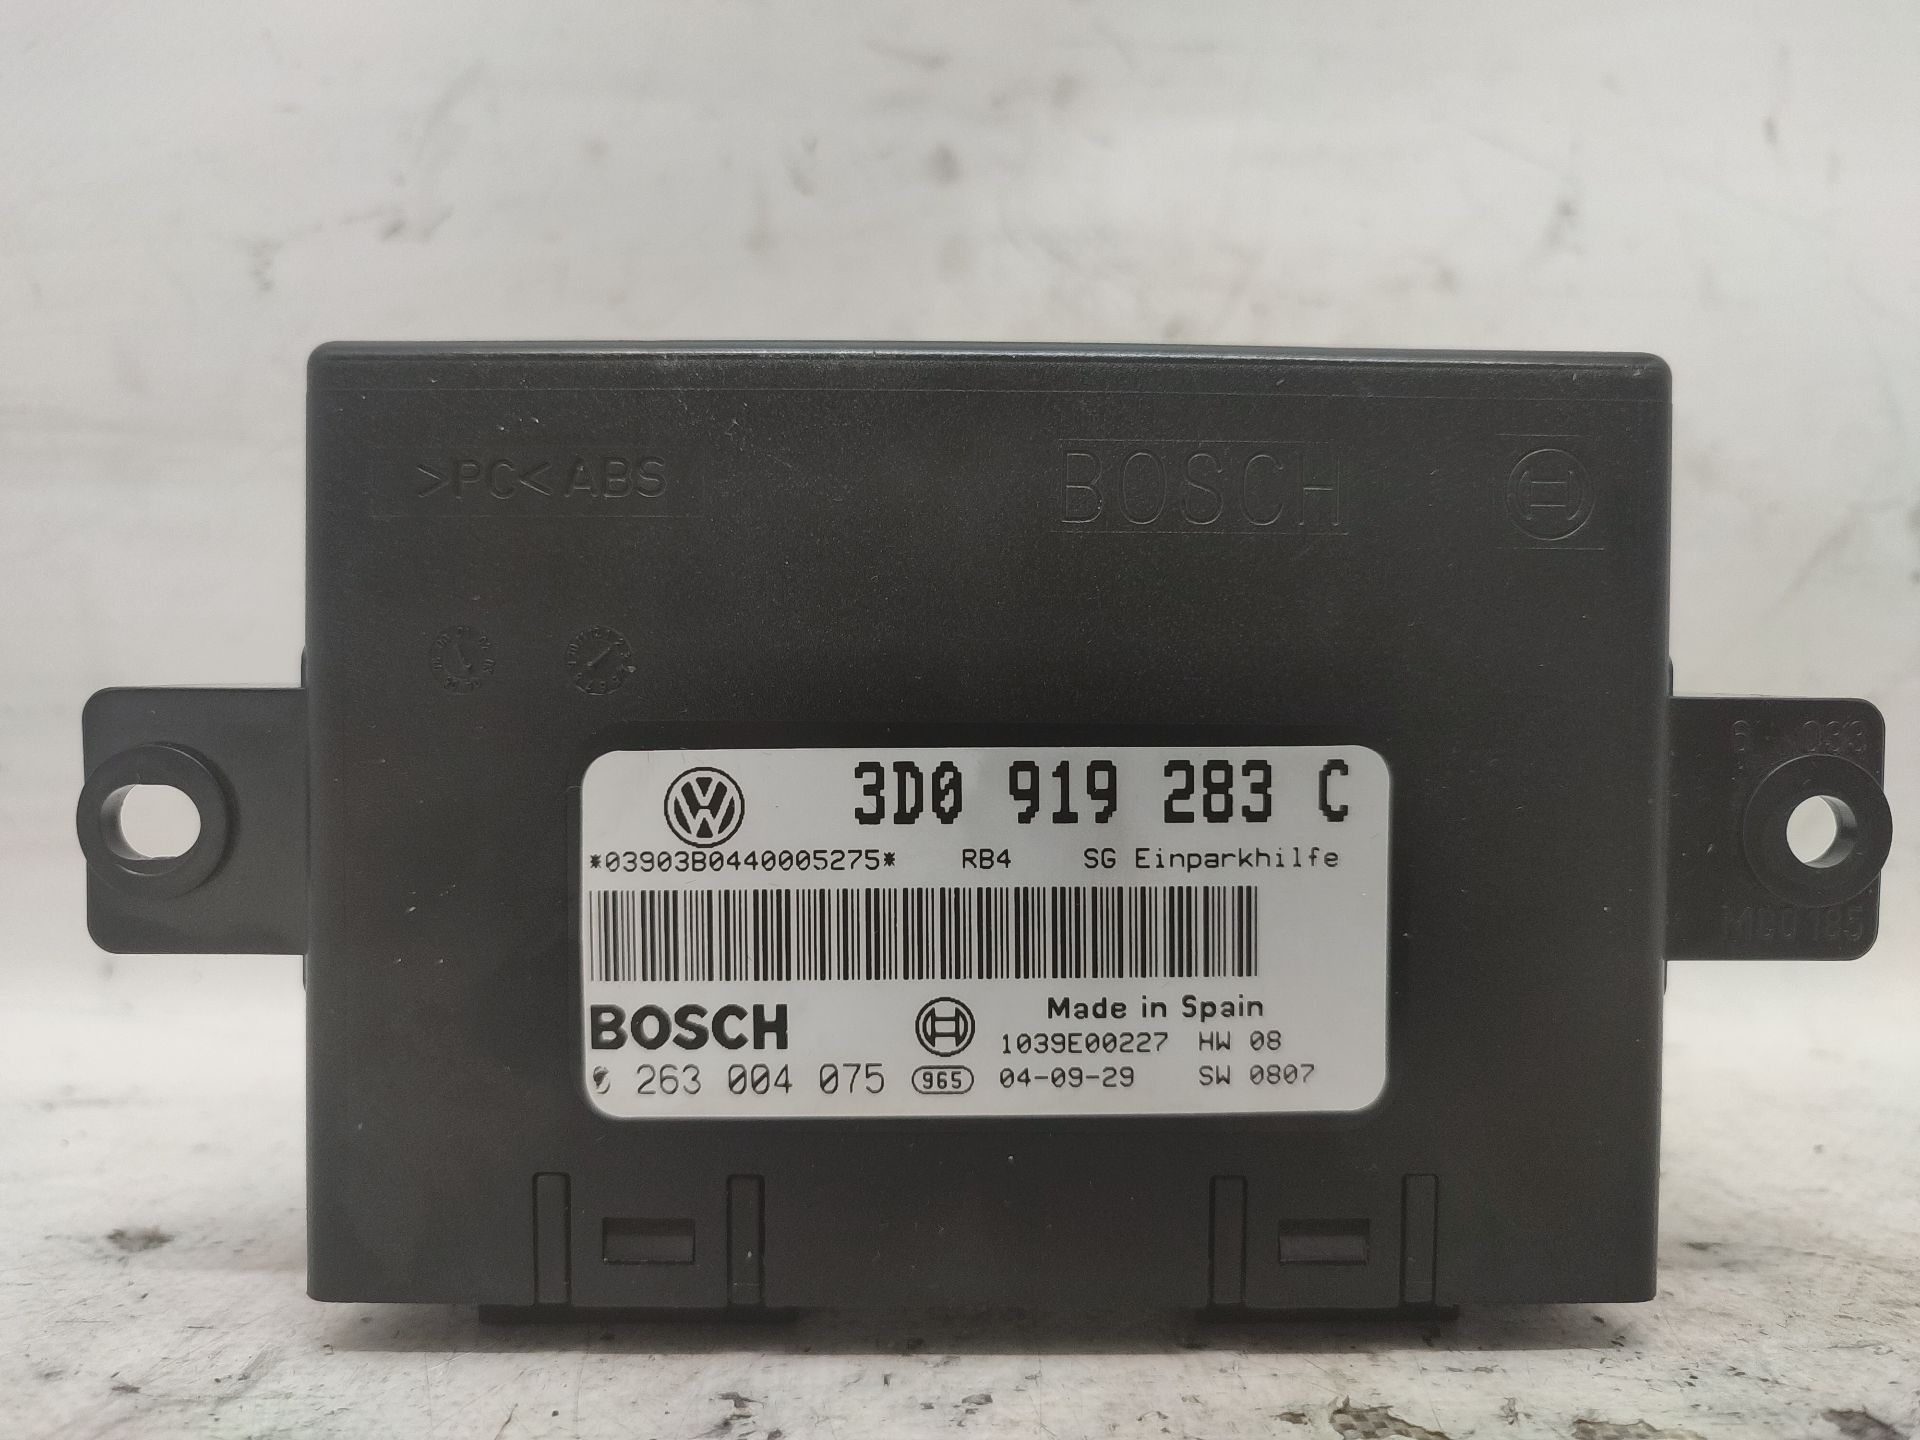 >PC<ABS BOSCH
3D0 919 283 C
*03903B0440005275* RB4 SG Einparkhilfe
BOSCH Made in Spain
1039E00227 HW 08
263 004 075 965 04-09-29 SW 0807